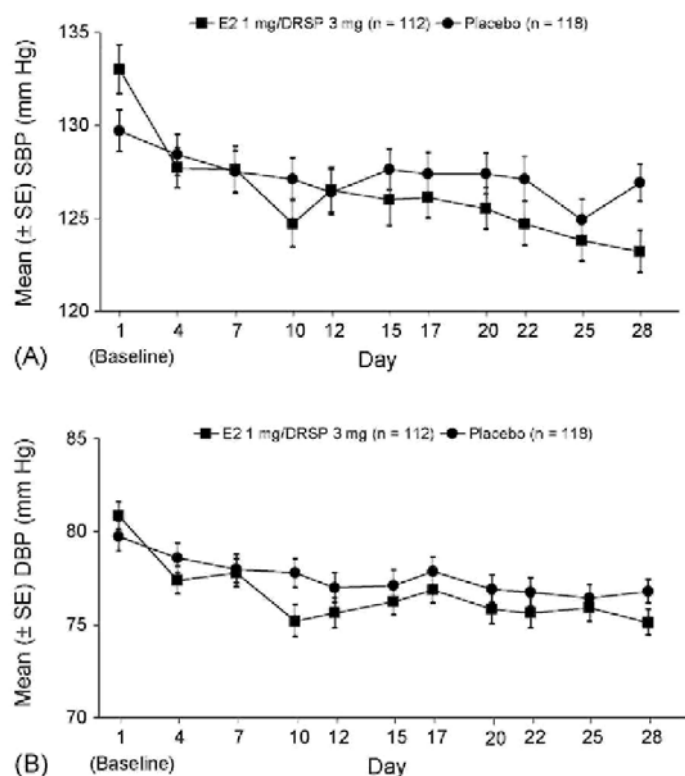 E2 1 mg/DRSP 3 mg (n = 112) Placebo (n = 118)
135
130
125
120
Mean (± SE) SBP (mm Hg)
1 4 7 10 12 15 17 20 22 25 28
(A) (Baseline) Day
E2 1 mg/DRSP 3 mg (n = 112) Placebo (n = 118)
85
80
75
70
Mean (± SE) DBP (mm Hg)
1 4 7 10 12 15 17 20 22 25 28
(B) (Baseline) Day